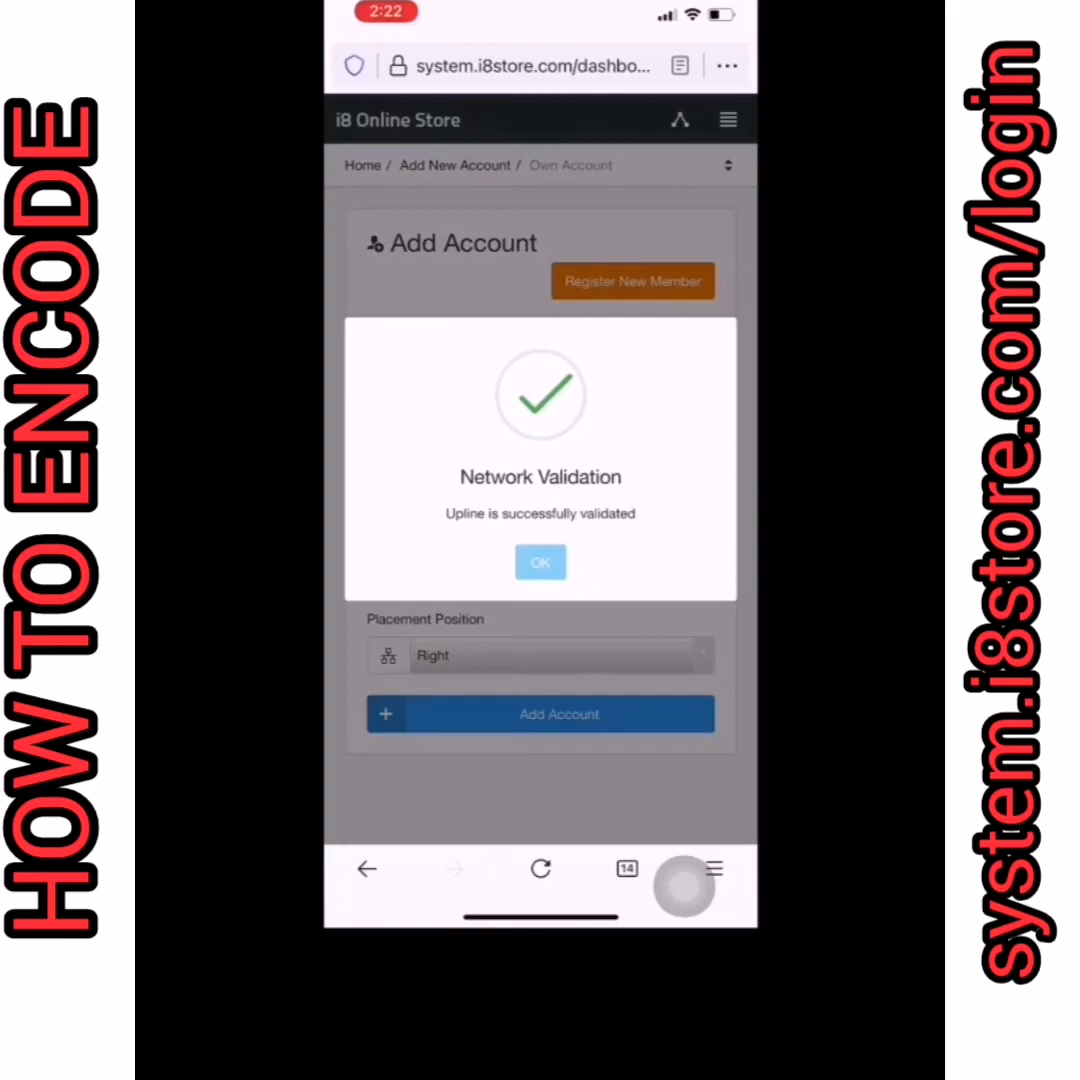 HOW TO ENCODE
2:22
system.i8store.com/dashbo...
i8 Online Store
Home / Add New Account / Own Account
Add Account
Register New Member
Network Validation
Upline is successfully validated
OK
Placement Position
Right
+ Add Account
14
system.i8store.com/login